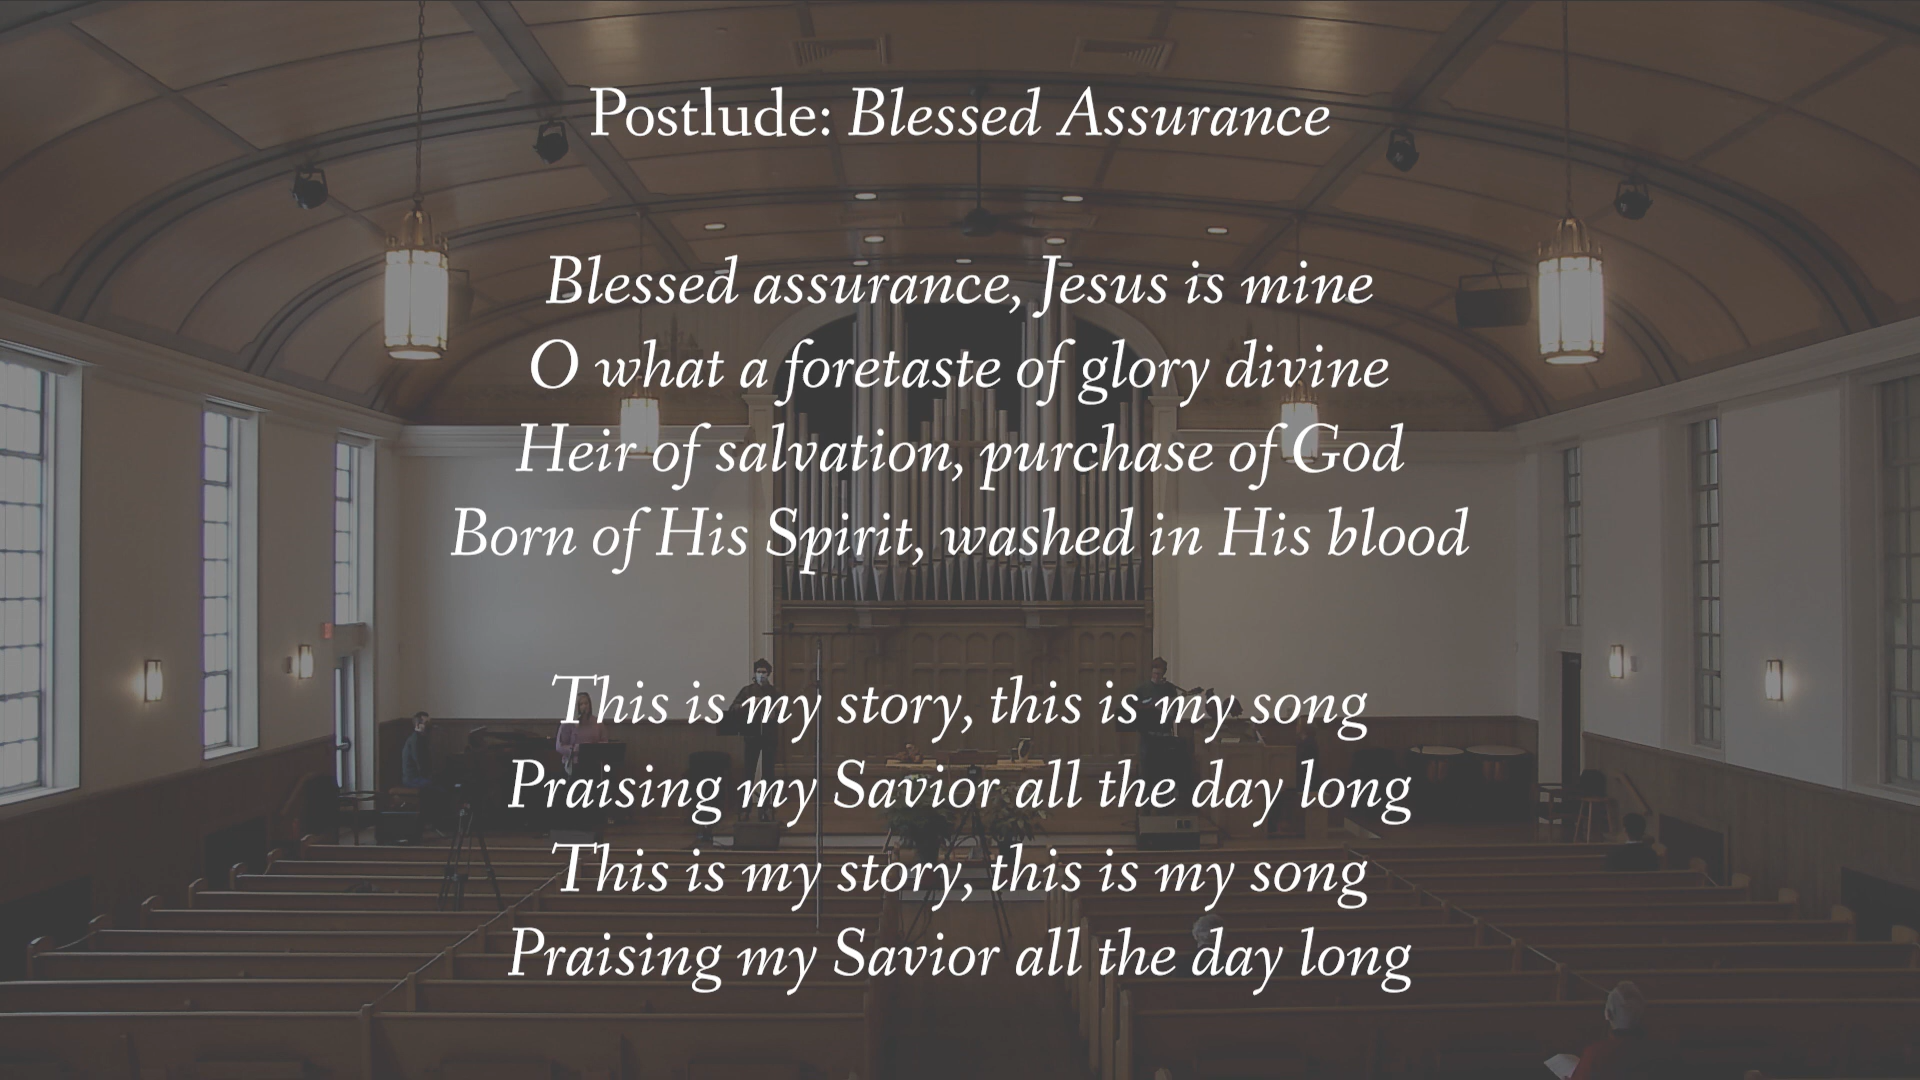 Postlude: Blessed Assurance
Blessed assurance, Jesus is mine
O what a foretaste of glory divine
Heir of salvation, purchase of God
Born of His Spirit, washed in His blood
This is my story, this is my song
Praising my Savior all the day long
This is my story, this is my song
Praising my Savior all the day long